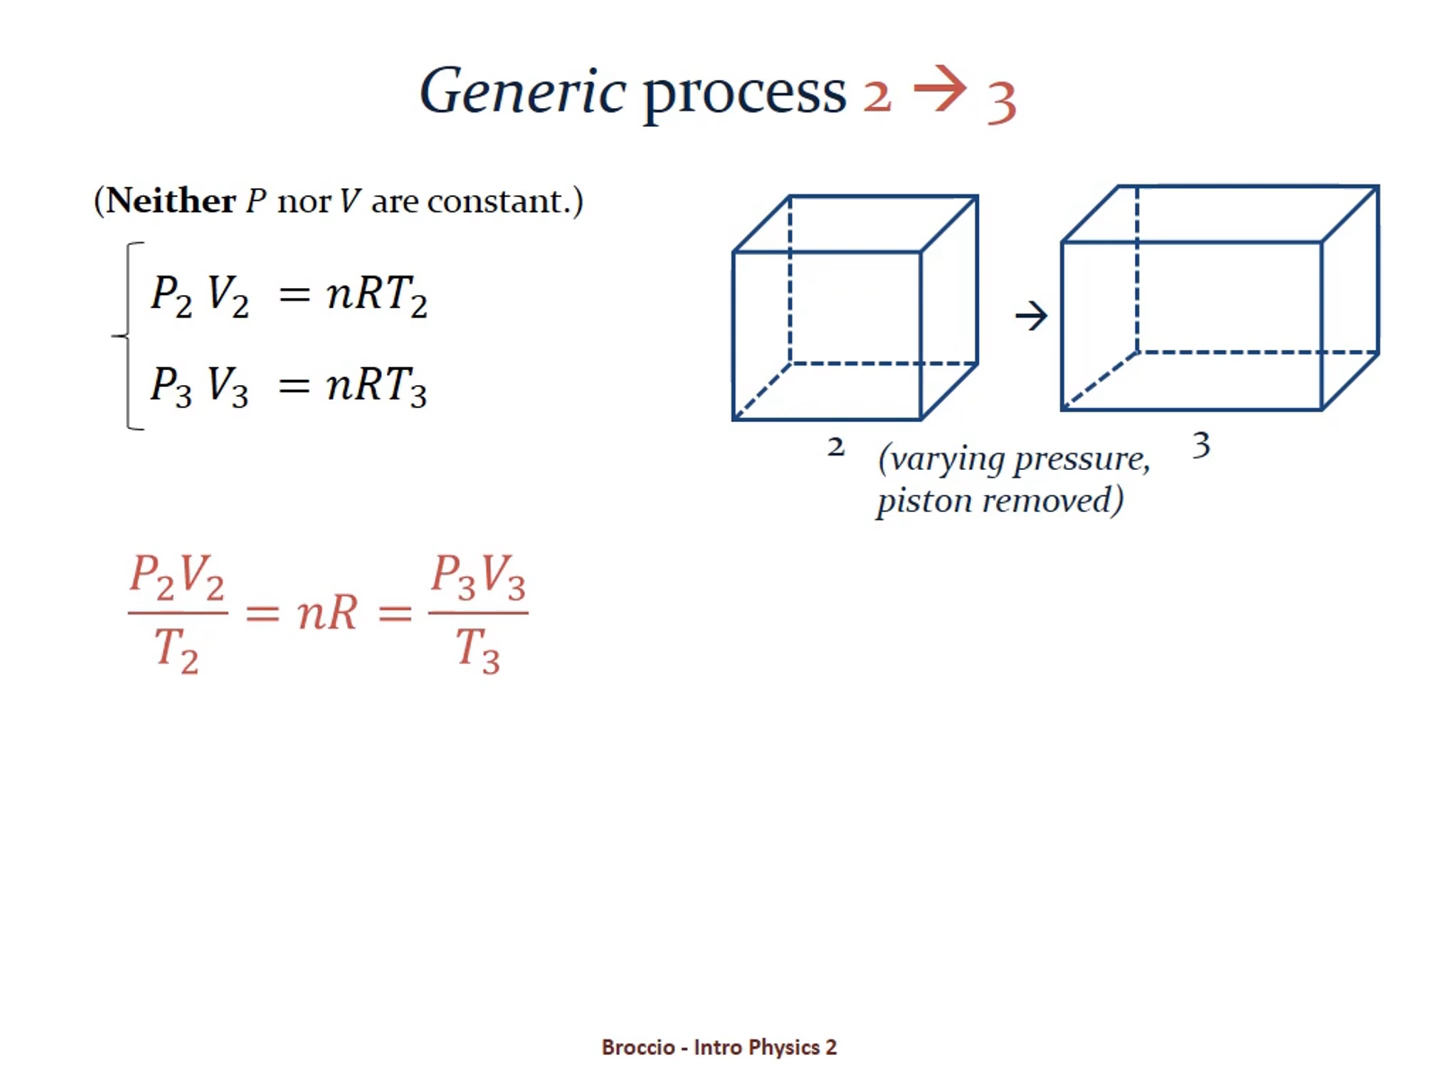 Generic process 2 → 3
(Neither P nor V are constant.)
P₂ V₂ = nRT₂
P₃ V₃ = nRT₃
→
2 (varying pressure, 3
piston removed)
P₂V₂/T₂ = nR = P₃V₃/T₃
Broccio - Intro Physics 2